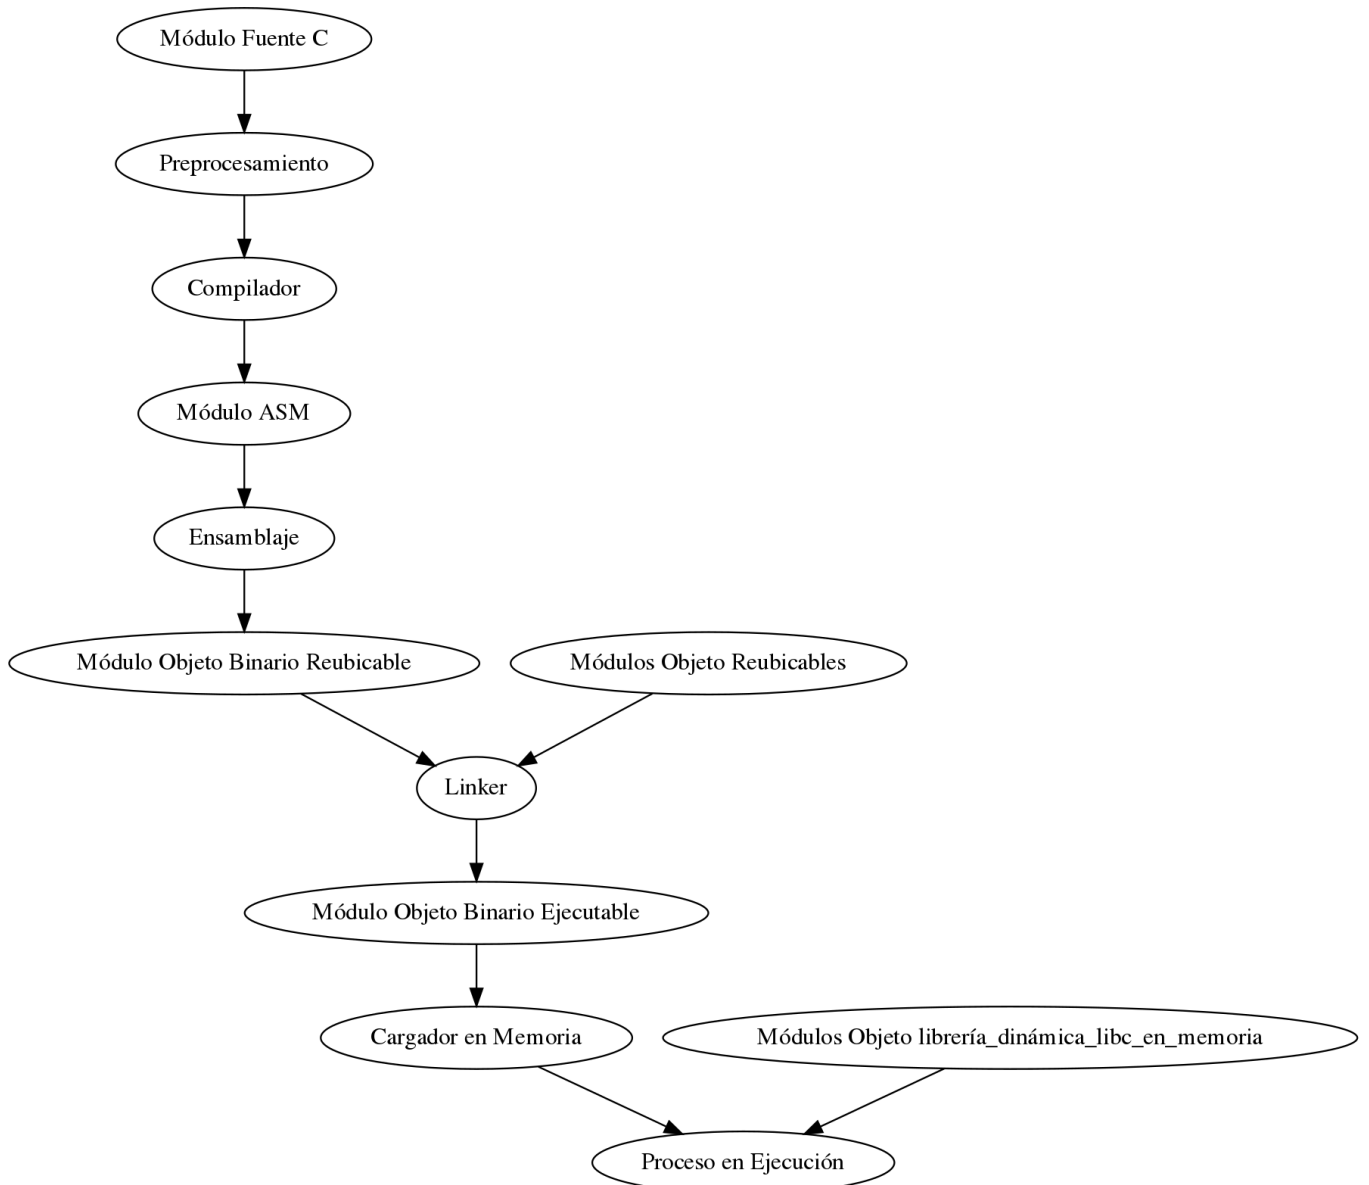 Módulo Fuente C
Preprocesamiento
Compilador
Módulo ASM
Ensamblaje
Módulo Objeto Binario Reubicable
Módulos Objeto Reubicables
Linker
Módulo Objeto Binario Ejecutable
Cargador en Memoria
Módulos Objeto librería_dinámica_libc_en_memoria
Proceso en Ejecución